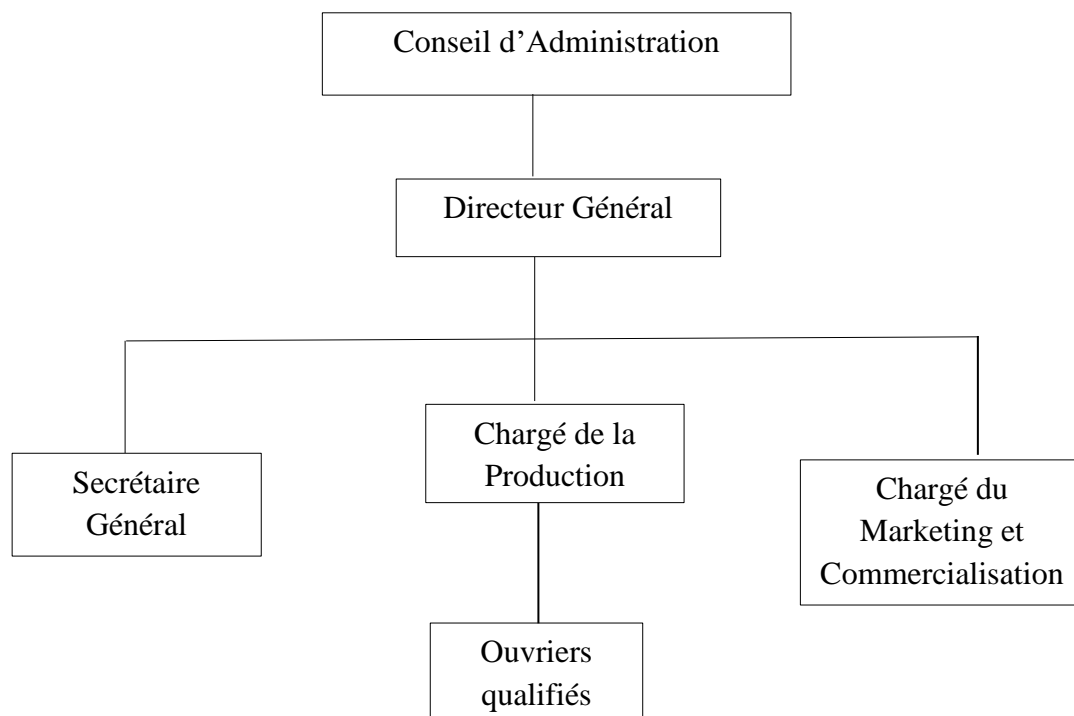 Conseil d’Administration
Directeur Général
Secrétaire
Général
Chargé de la
Production
Chargé du
Marketing et
Commercialisation
Ouvriers
qualifiés